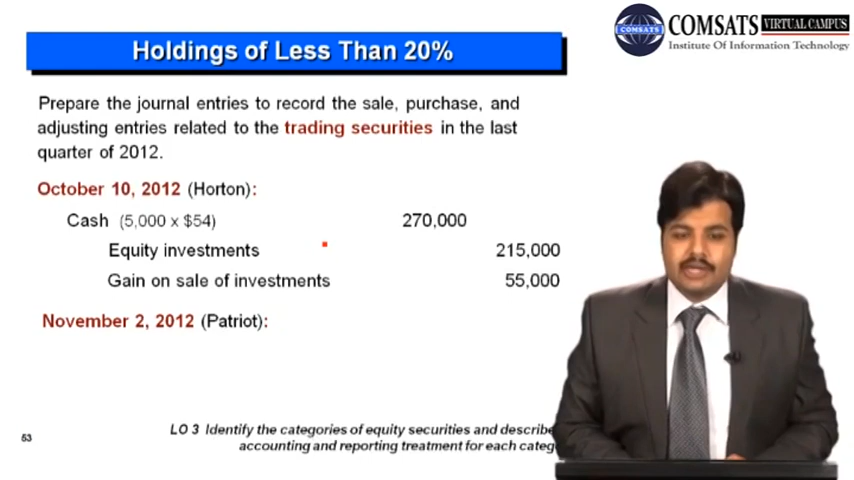 COMSATS VIRTUAL CAMPUS
COMSATS
Institute Of Information Technology
Holdings of Less Than 20%
Prepare the journal entries to record the sale, purchase, and
adjusting entries related to the trading securities in the last
quarter of 2012.
October 10, 2012 (Horton):
Cash (5,000 x $54) 270,000
Equity investments 215,000
Gain on sale of investments 55,000
November 2, 2012 (Patriot):
53
LO 3 Identify the categories of equity securities and describe
accounting and reporting treatment for each categ